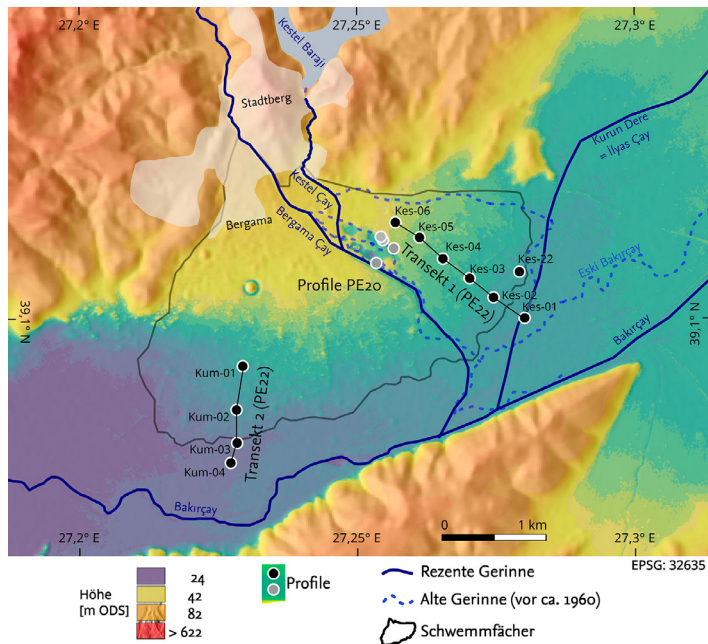 27,2° E
27,25° E
27,3° E
Kestel Baraji
Stadtberg
Kurun Dere
= İlyas Çay
Kestel Çay
Bergama
Bergama Çay
Kes-06
Kes-05
Kes-04
Kes-22
Kes-03
Kes-02
Kes-01
Transekt 1 (PE22)
Eski Bakırçay
Profile PE20
39,1° N
39,1° N
Bakırçay
Kum-01
Kum-02
Kum-03
Kum-04
Transekt 2 (PE22)
Bakırçay
0
1 km
27,2° E
27,25° E
27,3° E
EPSG: 32635
Höhe
[m ODS]
24
42
82
> 622
Profile
Rezente Gerinne
Alte Gerinne (vor ca. 1960)
Schwemmfächer